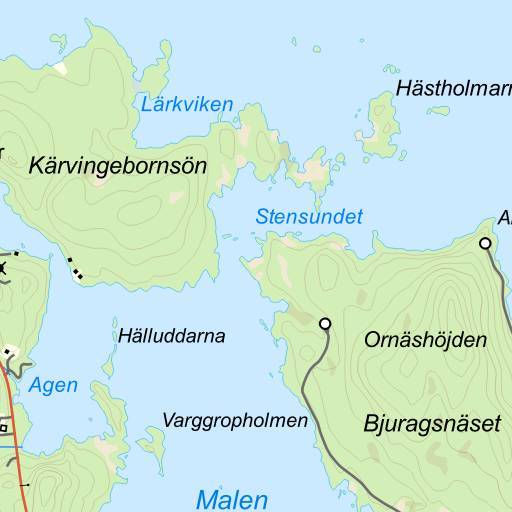 Hästholmarn
Lärkviken
Kärvingebornsön
Stensundet
Hälluddarna
Ornäshöjden
Agen
Varggropholmen
Bjuragsnäset
Malen